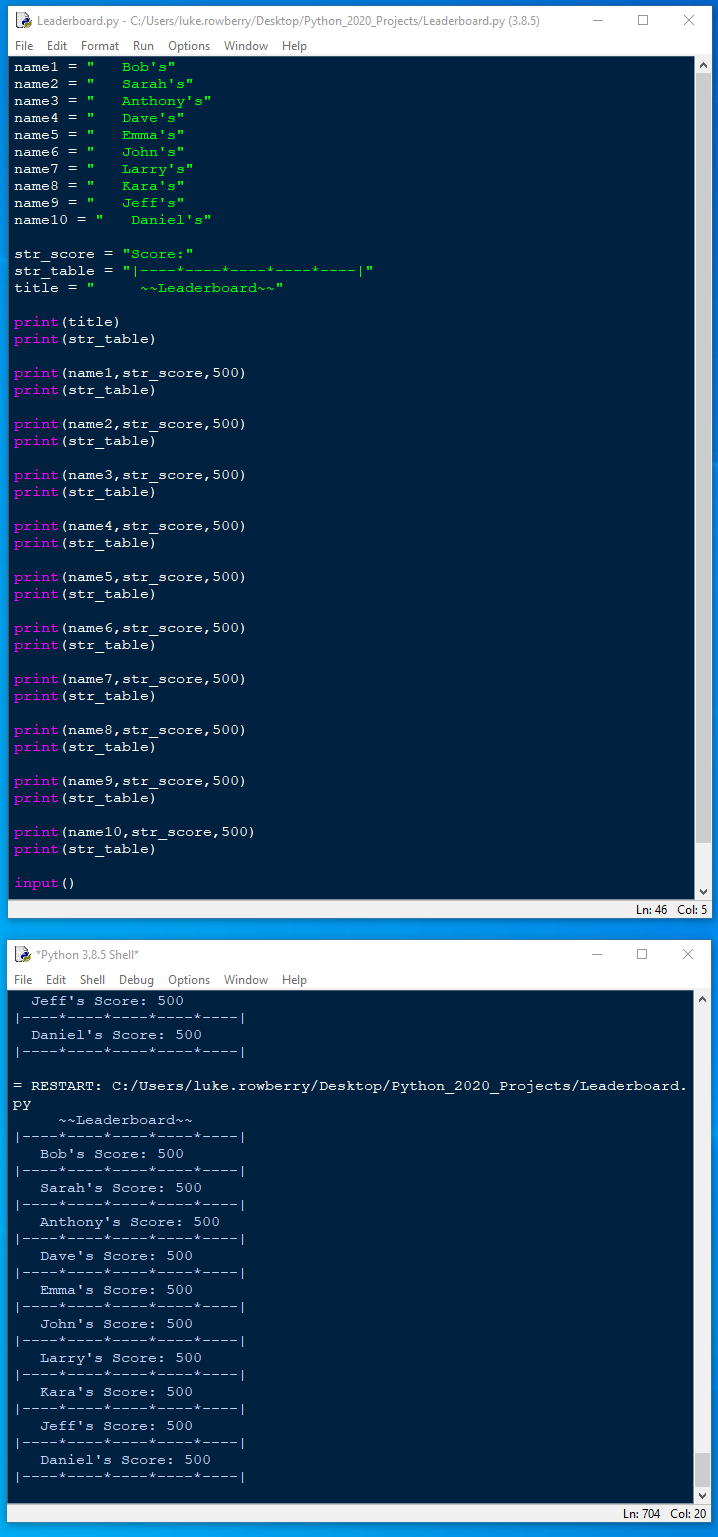 Leaderboard.py - C:/Users/luke.rowberry/Desktop/Python_2020_Projects/Leaderboard.py (3.8.5)
File Edit Format Run Options Window Help
name1 = "   Bob's"
name2 = "   Sarah's"
name3 = "   Anthony's"
name4 = "   Dave's"
name5 = "   Emma's"
name6 = "   John's"
name7 = "   Larry's"
name8 = "   Kara's"
name9 = "   Jeff's"
name10 = "   Daniel's"

str_score = "Score:"
str_table = "|----*----*----*----*----|"
title = "     ~~Leaderboard~~"

print(title)
print(str_table)

print(name1,str_score,500)
print(str_table)

print(name2,str_score,500)
print(str_table)

print(name3,str_score,500)
print(str_table)

print(name4,str_score,500)
print(str_table)

print(name5,str_score,500)
print(str_table)

print(name6,str_score,500)
print(str_table)

print(name7,str_score,500)
print(str_table)

print(name8,str_score,500)
print(str_table)

print(name9,str_score,500)
print(str_table)

print(name10,str_score,500)
print(str_table)

input()
Ln: 46 Col: 5
*Python 3.8.5 Shell*
File Edit Shell Debug Options Window Help
  Jeff's Score: 500
|----*----*----*----*----|
  Daniel's Score: 500
|----*----*----*----*----|

= RESTART: C:/Users/luke.rowberry/Desktop/Python_2020_Projects/Leaderboard.
py
     ~~Leaderboard~~
|----*----*----*----*----|
   Bob's Score: 500
|----*----*----*----*----|
   Sarah's Score: 500
|----*----*----*----*----|
   Anthony's Score: 500
|----*----*----*----*----|
   Dave's Score: 500
|----*----*----*----*----|
   Emma's Score: 500
|----*----*----*----*----|
   John's Score: 500
|----*----*----*----*----|
   Larry's Score: 500
|----*----*----*----*----|
   Kara's Score: 500
|----*----*----*----*----|
   Jeff's Score: 500
|----*----*----*----*----|
   Daniel's Score: 500
|----*----*----*----*----|
Ln: 704 Col: 20